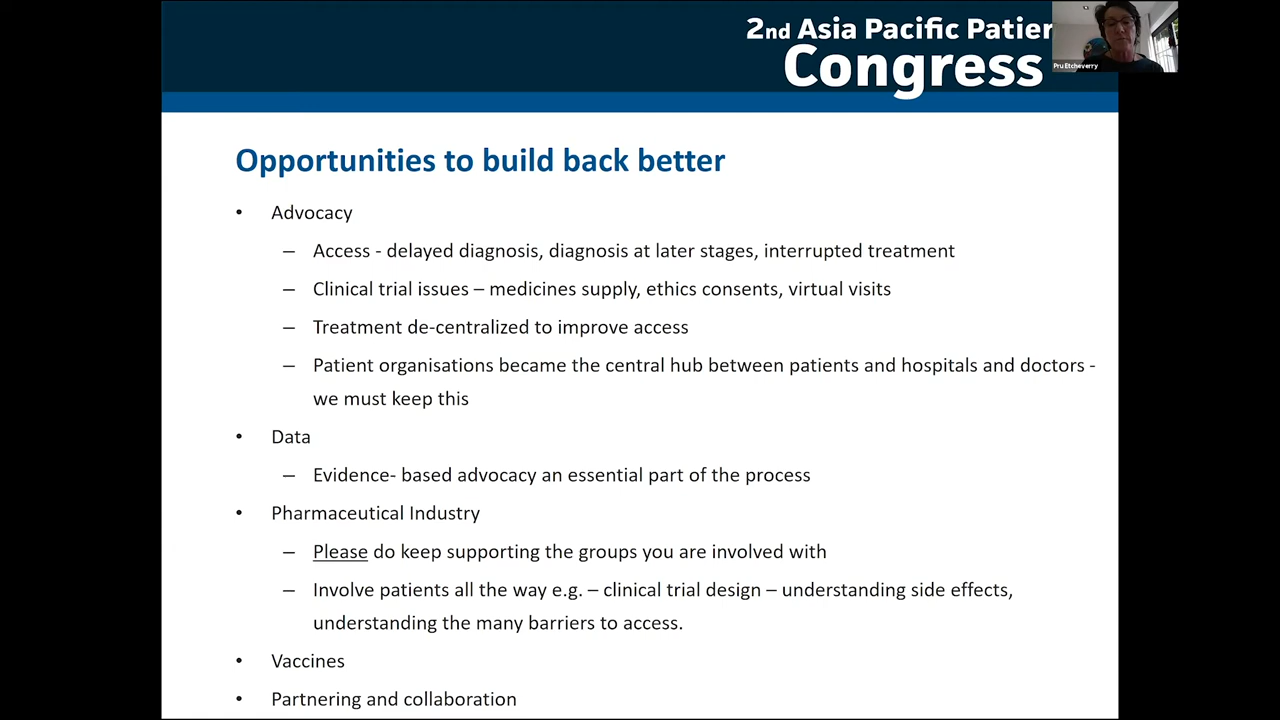 2nd Asia Pacific Patien
Congress
Pru Etcheverry
Opportunities to build back better
• Advocacy
– Access - delayed diagnosis, diagnosis at later stages, interrupted treatment
– Clinical trial issues – medicines supply, ethics consents, virtual visits
– Treatment de-centralized to improve access
– Patient organisations became the central hub between patients and hospitals and doctors -
we must keep this
• Data
– Evidence- based advocacy an essential part of the process
• Pharmaceutical Industry
– Please do keep supporting the groups you are involved with
– Involve patients all the way e.g. – clinical trial design – understanding side effects,
understanding the many barriers to access.
• Vaccines
• Partnering and collaboration